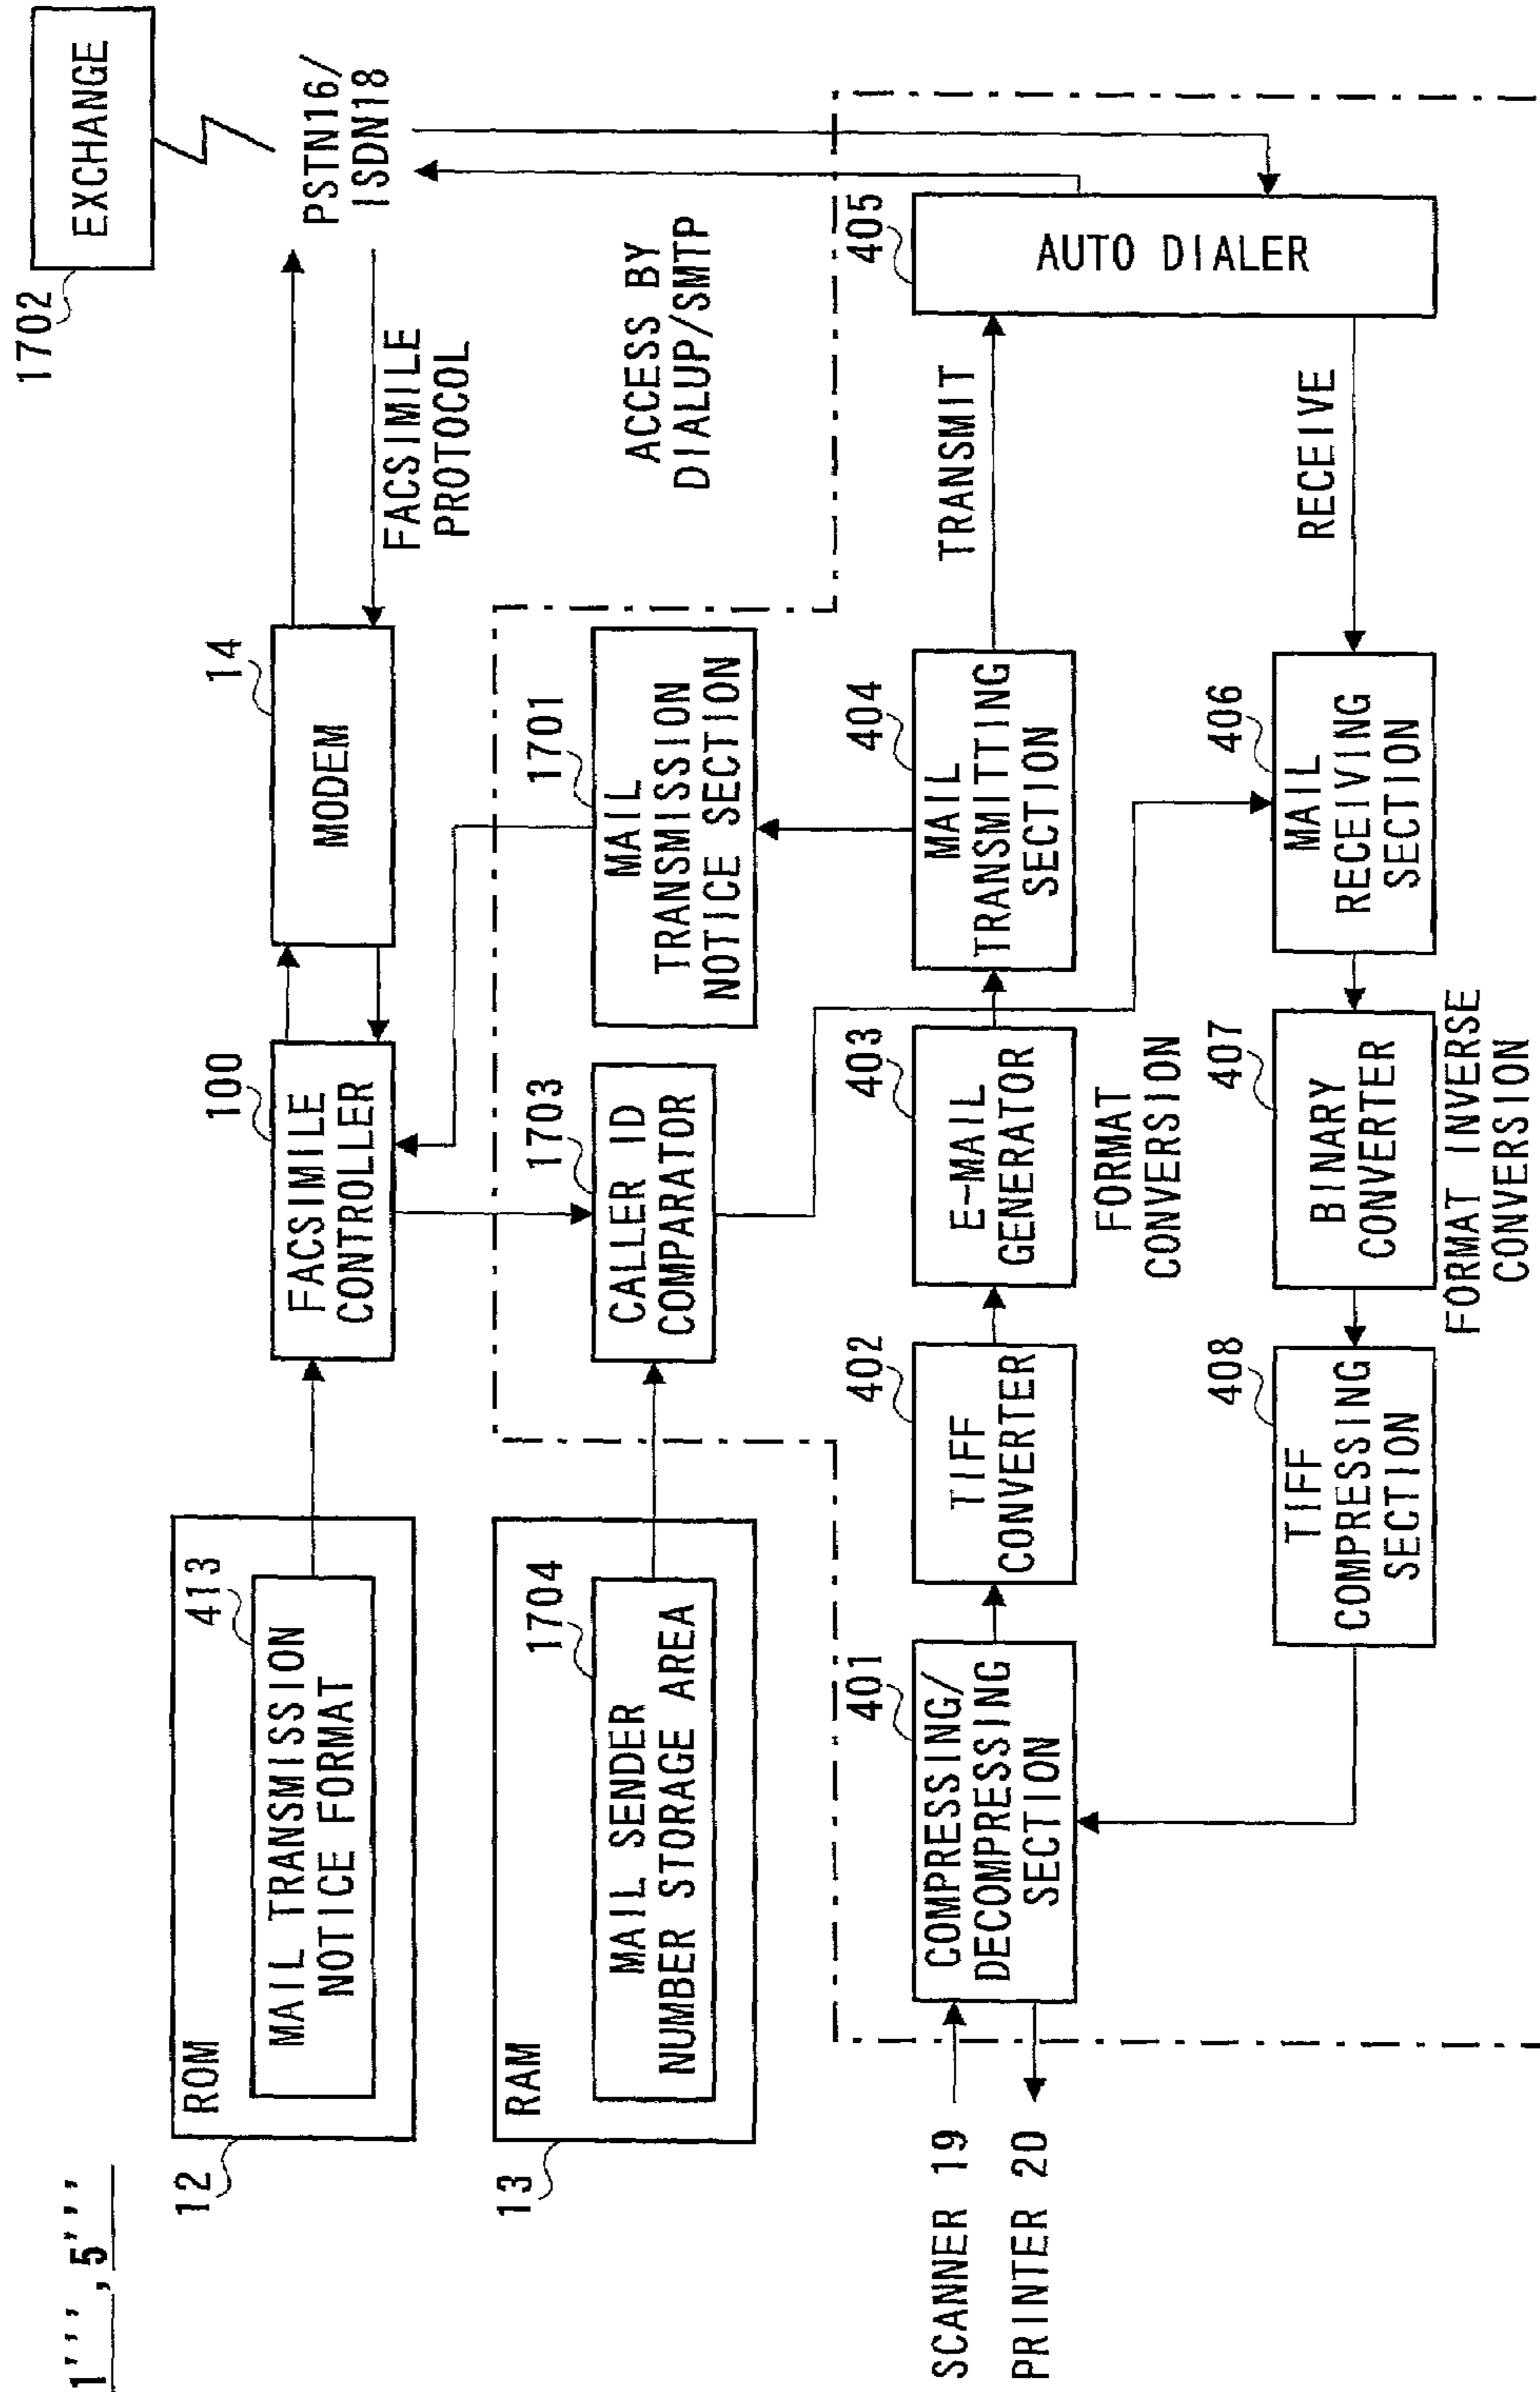 1''',5'''
1702
EXCHANGE
PSTN16/
ISDN18
12
ROM
413
MAIL TRANSMISSION
NOTICE FORMAT
100
FACSIMILE
CONTROLLER
14
MODEM
FACSIMILE
PROTOCOL
13
RAM
1704
MAIL SENDER
NUMBER STORAGE AREA
1703
CALLER ID
COMPARATOR
1701
MAIL
TRANSMISSION
NOTICE SECTION
ACCESS BY
DIALUP/SMTP
SCANNER 19
PRINTER 20
401
COMPRESSING/
DECOMPRESSING
SECTION
402
TIFF
CONVERTER
403
E-MAIL
GENERATOR
FORMAT
CONVERSION
404
MAIL
TRANSMITTING
SECTION
TRANSMIT
405
AUTO DIALER
408
TIFF
COMPRESSING
SECTION
407
BINARY
CONVERTER
FORMAT INVERSE
CONVERSION
406
MAIL
RECEIVING
SECTION
RECEIVE